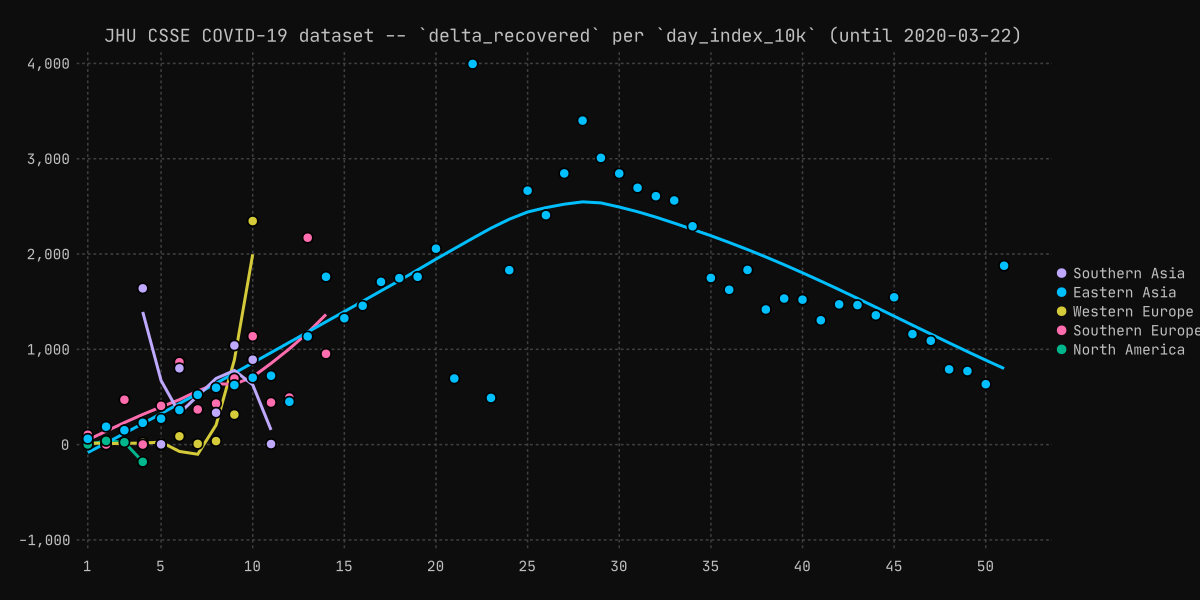 JHU CSSE COVID-19 dataset -- `delta_recovered` per `day_index_10k` (until 2020-03-22)
4,000
3,000
2,000
1,000
0
-1,000
1 5 10 15 20 25 30 35 40 45 50
Southern Asia
Eastern Asia
Western Europe
Southern Europe
North America